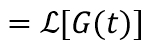 = ℒ[G(t)]